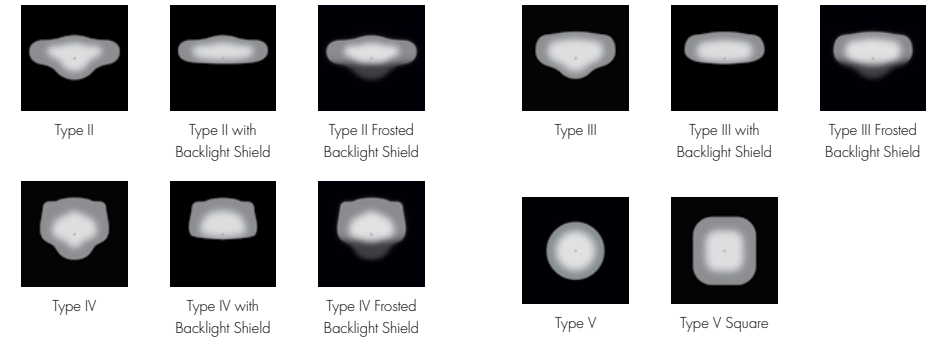 Type II
Type II with
Backlight Shield
Type II Frosted
Backlight Shield
Type III
Type III with
Backlight Shield
Type III Frosted
Backlight Shield
Type IV
Type IV with
Backlight Shield
Type IV Frosted
Backlight Shield
Type V
Type V Square